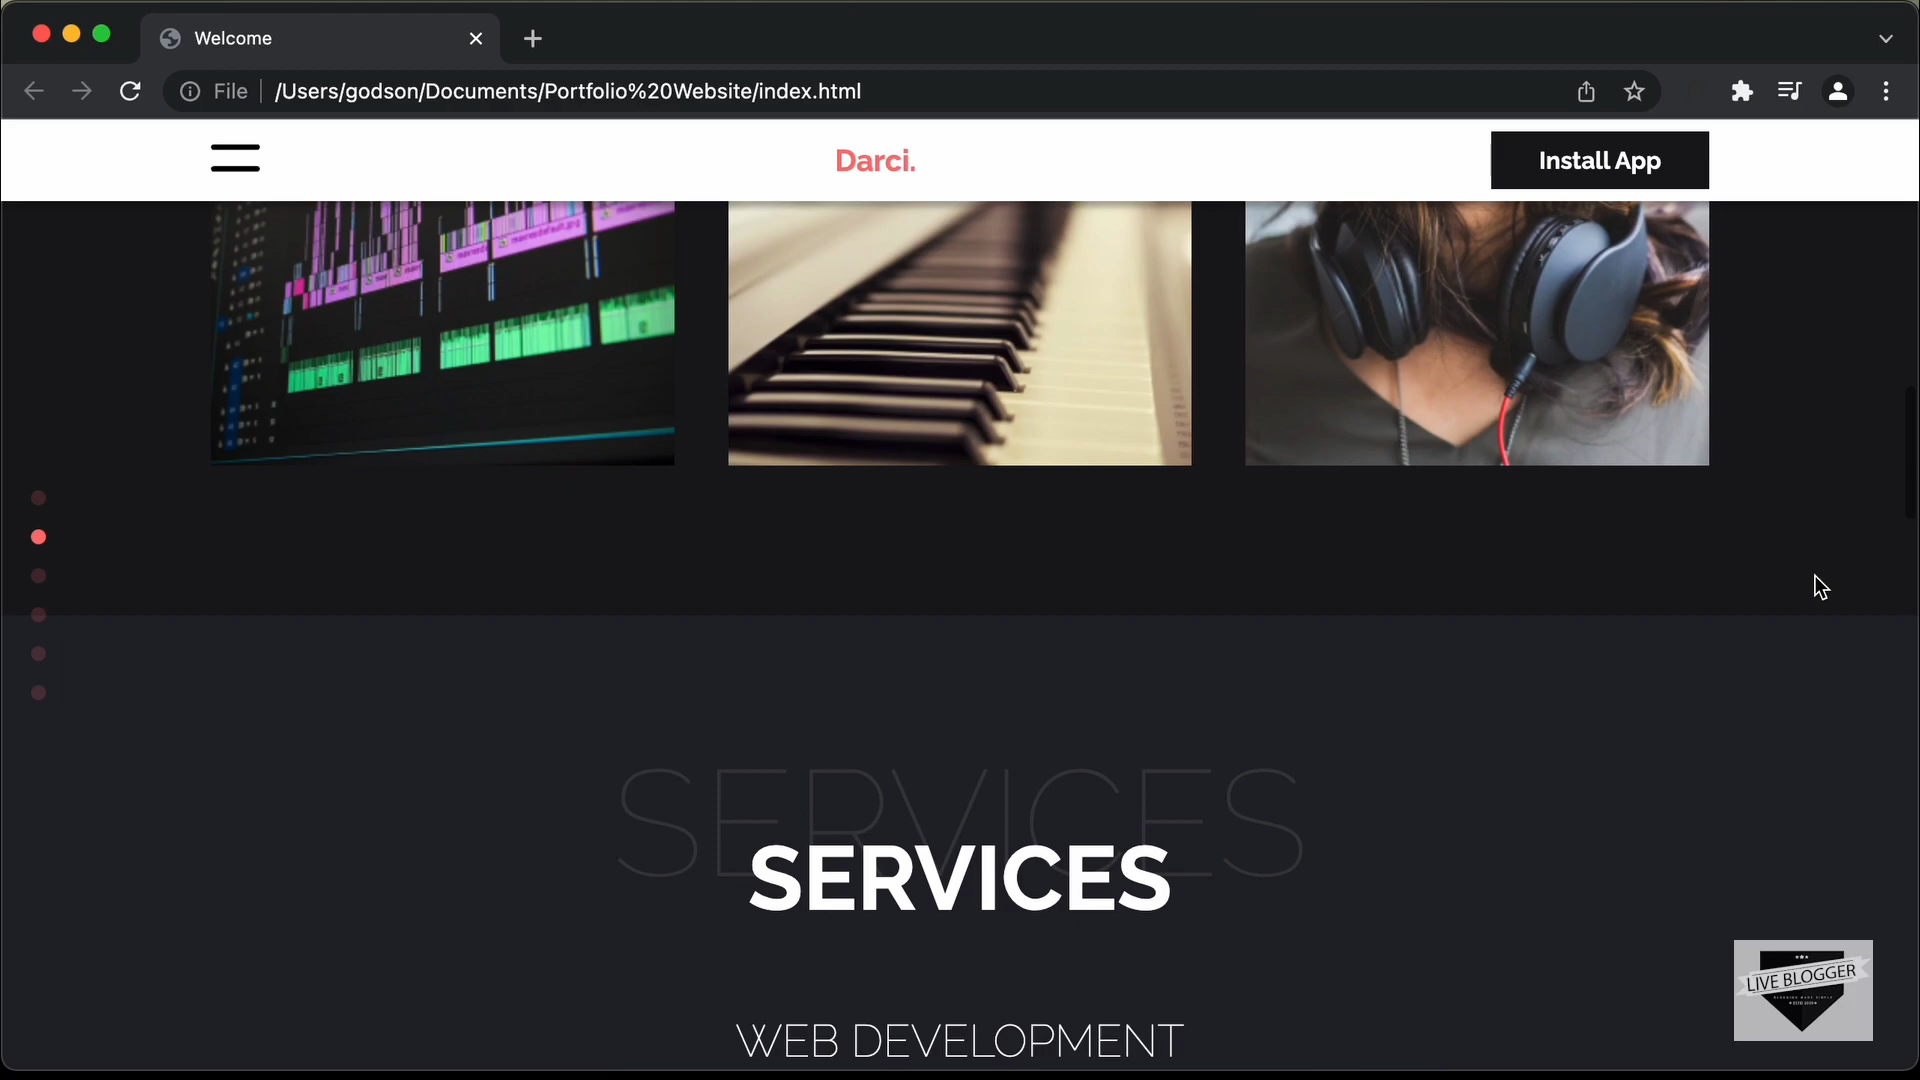 Welcome
File
/Users/godson/Documents/Portfolio%20Website/index.html
Darci.
Install App
SERVICES
SERVICES
WEB DEVELOPMENT
LIVE BLOGGER